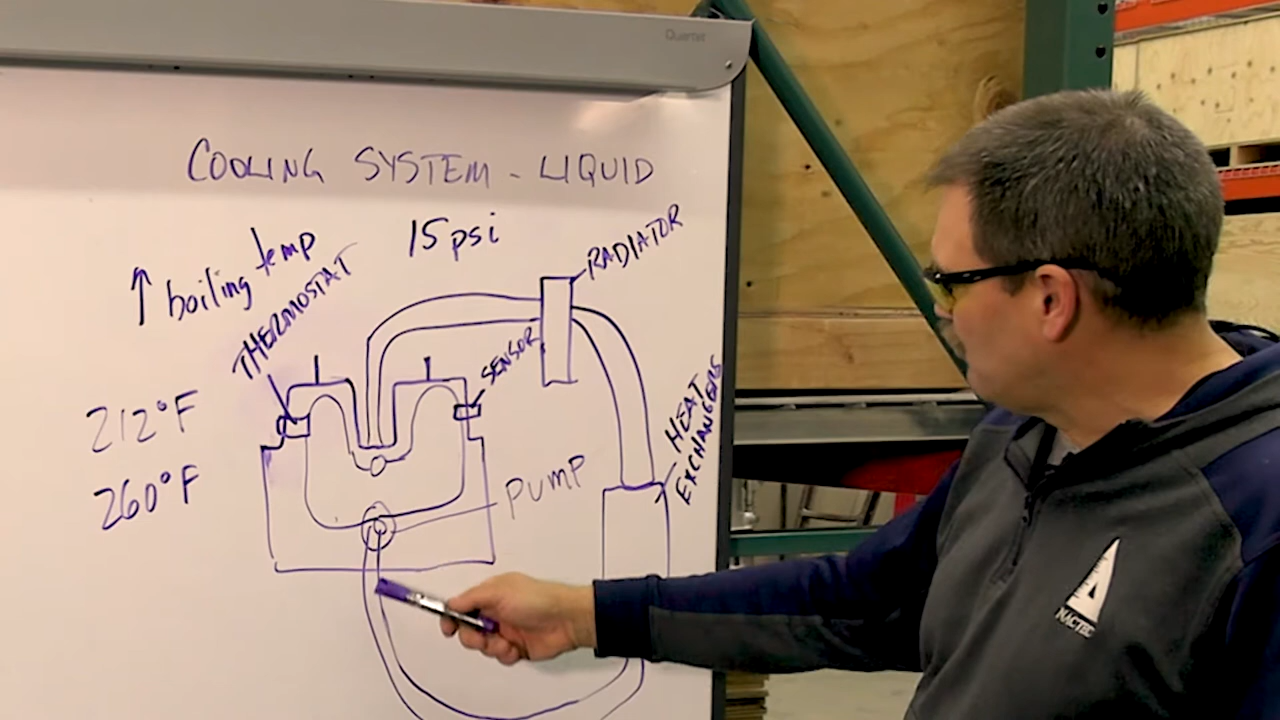 Quartet
COOLING SYSTEM - LIQUID
↑ boiling temp
15 psi
RADIATOR
THERMOSTAT
SENSOR
212°F
260°F
PUMP
HEAT
EXCHANGERS
NACTEC